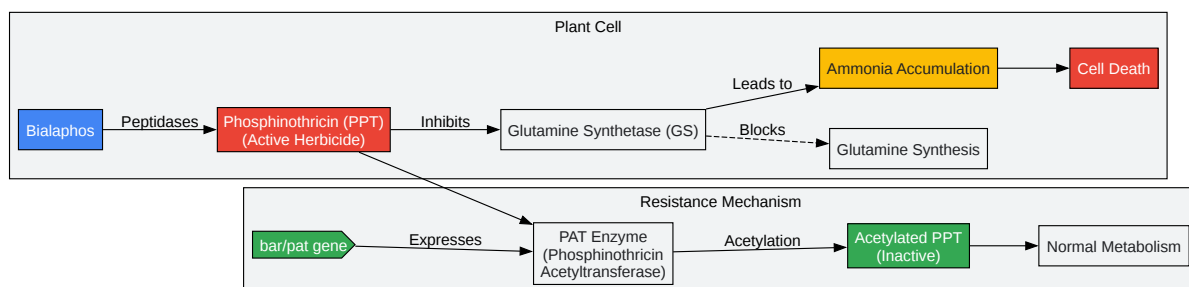 Plant Cell
Bialaphos
Peptidases
Phosphinothricin (PPT)
(Active Herbicide)
Inhibits
Glutamine Synthetase (GS)
Leads to
Ammonia Accumulation
Cell Death
Blocks
Glutamine Synthesis
Resistance Mechanism
bar/pat gene
Expresses
PAT Enzyme
(Phosphinothricin
Acetyltransferase)
Acetylation
Acetylated PPT
(Inactive)
Normal Metabolism